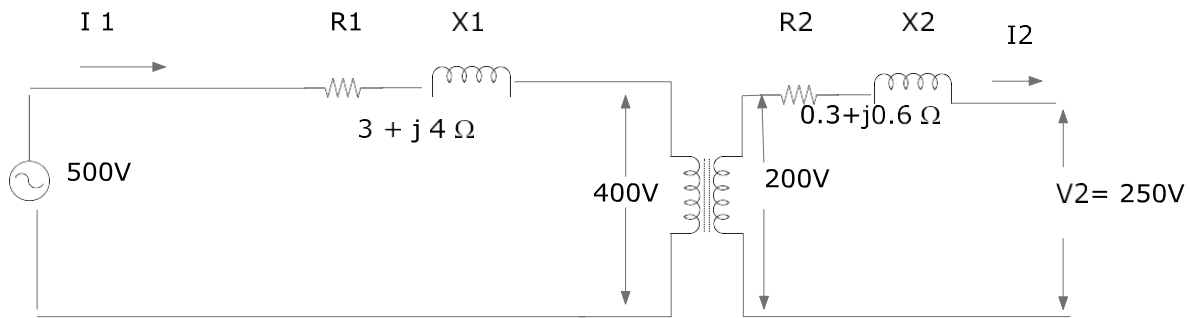 I 1
R1
X1
R2
X2
I2
3 + j 4 Ω
0.3+j0.6 Ω
500V
400V
200V
V2= 250V